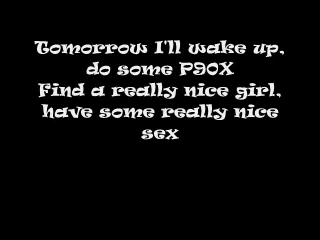 Tomorrow I'll wake up,
do some P90X
Find a really nice girl,
have some really nice
sex